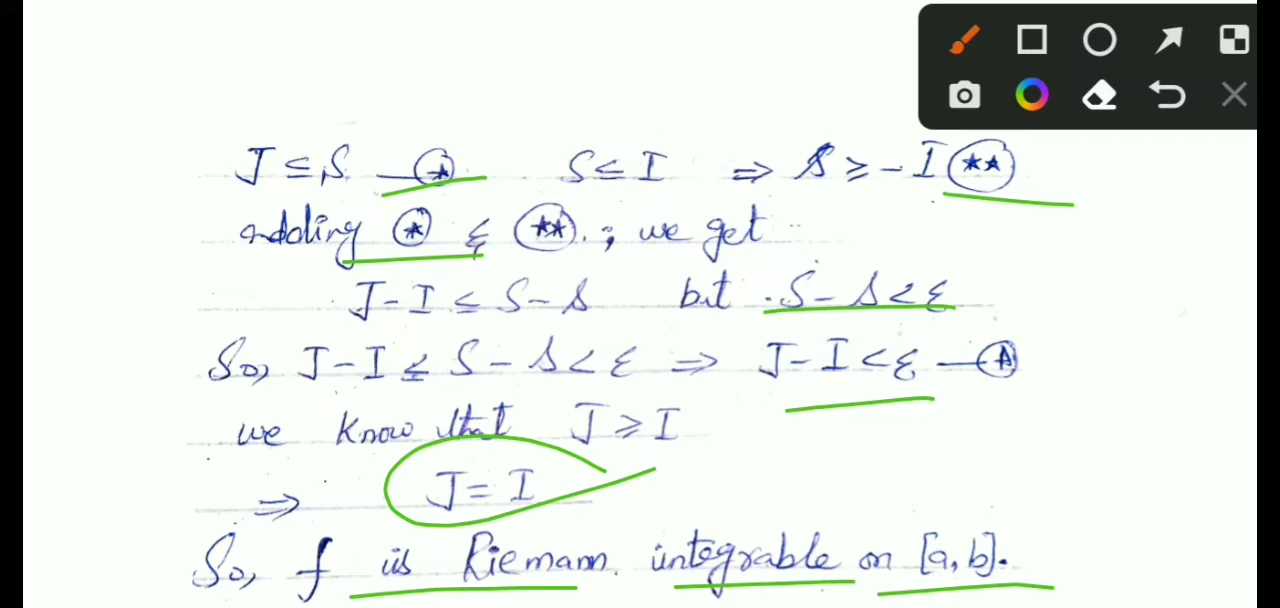 J ≤ S — ★ S ≤ I ⇒ s ≥ - I ★★
adding ★ & ★★ ; we get
J - I ≤ S - s but S - s < ε
So, J - I ≤ S - s < ε ⇒ J - I < ε — A
we know that J ≥ I
⇒ J = I
So, f is Riemann integrable on [a, b].